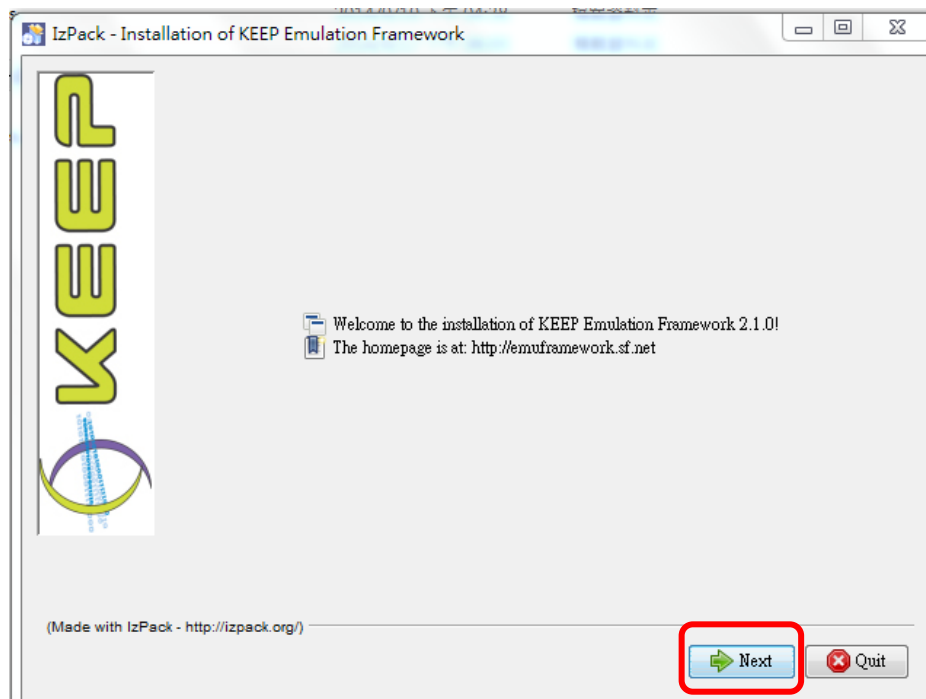 IzPack - Installation of KEEP Emulation Framework
KEEP
Welcome to the installation of KEEP Emulation Framework 2.1.0!
The homepage is at: http://emuframework.sf.net
(Made with IzPack - http://izpack.org/)
Next
Quit